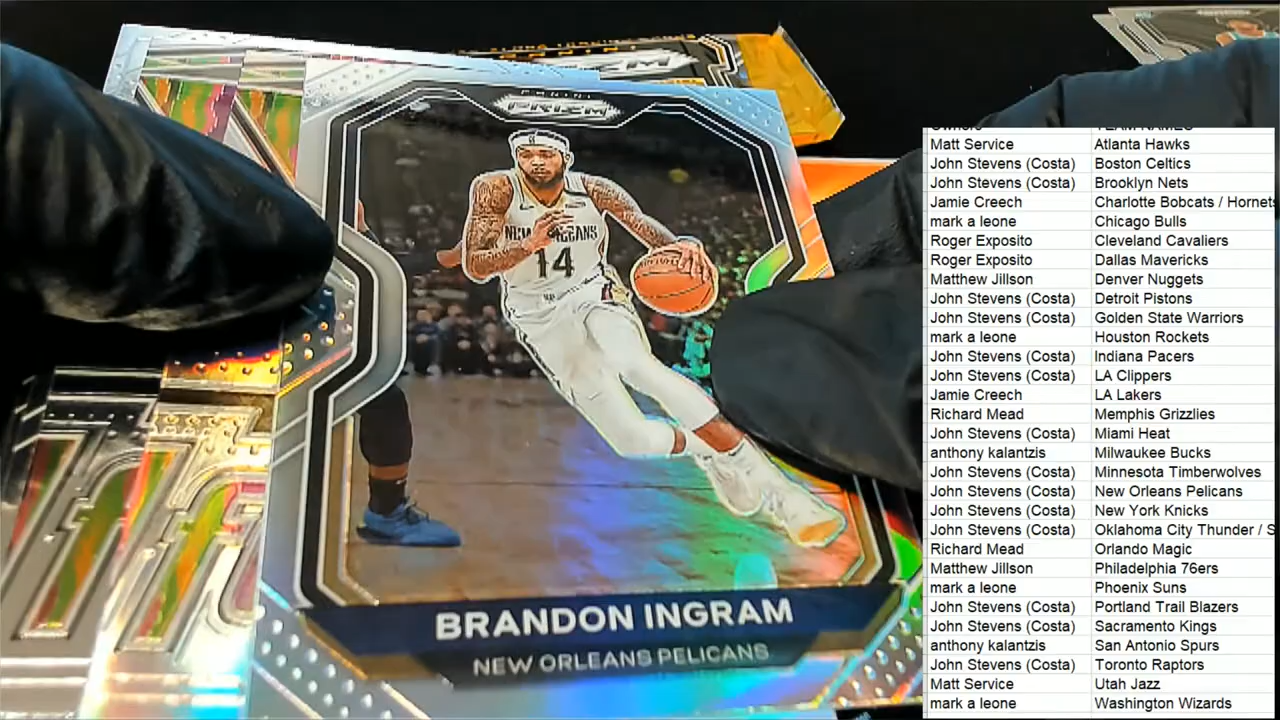 PANINI
PRIZM
NEW ORLEANS
14
BRANDON INGRAM
NEW ORLEANS PELICANS
Owners TEAM NAMES
Matt Service Atlanta Hawks
John Stevens (Costa) Boston Celtics
John Stevens (Costa) Brooklyn Nets
Jamie Creech Charlotte Bobcats / Hornets
mark a leone Chicago Bulls
Roger Exposito Cleveland Cavaliers
Roger Exposito Dallas Mavericks
Matthew Jillson Denver Nuggets
John Stevens (Costa) Detroit Pistons
John Stevens (Costa) Golden State Warriors
mark a leone Houston Rockets
John Stevens (Costa) Indiana Pacers
John Stevens (Costa) LA Clippers
Jamie Creech LA Lakers
Richard Mead Memphis Grizzlies
John Stevens (Costa) Miami Heat
anthony kalantzis Milwaukee Bucks
John Stevens (Costa) Minnesota Timberwolves
John Stevens (Costa) New Orleans Pelicans
John Stevens (Costa) New York Knicks
John Stevens (Costa) Oklahoma City Thunder / S
Richard Mead Orlando Magic
Matthew Jillson Philadelphia 76ers
mark a leone Phoenix Suns
John Stevens (Costa) Portland Trail Blazers
John Stevens (Costa) Sacramento Kings
anthony kalantzis San Antonio Spurs
John Stevens (Costa) Toronto Raptors
Matt Service Utah Jazz
mark a leone Washington Wizards